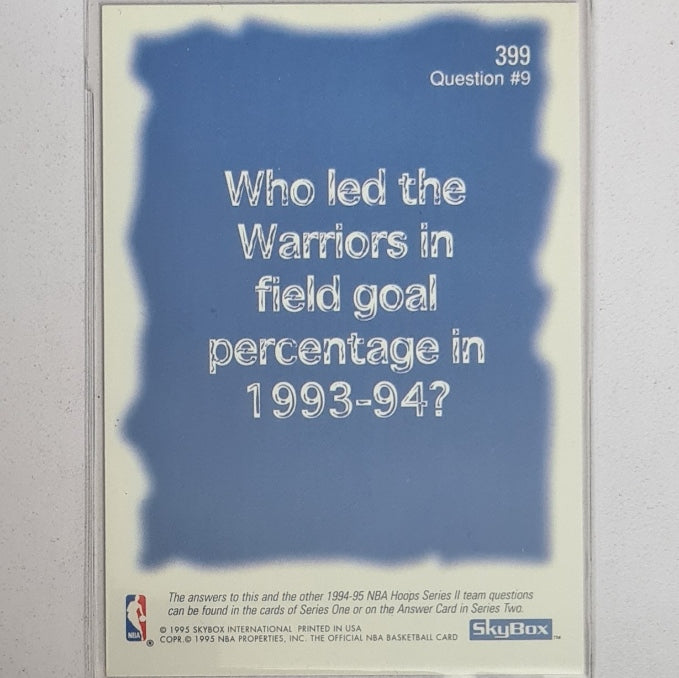 399
Question #9
Who led the
Warriors in
field goal
percentage in
1993-94?
The answers to this and the other 1994-95 NBA Hoops Series II team questions
can be found in the cards of Series One or on the Answer Card in Series Two.
© 1995 SKYBOX INTERNATIONAL PRINTED IN USA
COPR. © 1995 NBA PROPERTIES, INC. THE OFFICIAL NBA BASKETBALL CARD
NBA ®
SkyBox ™